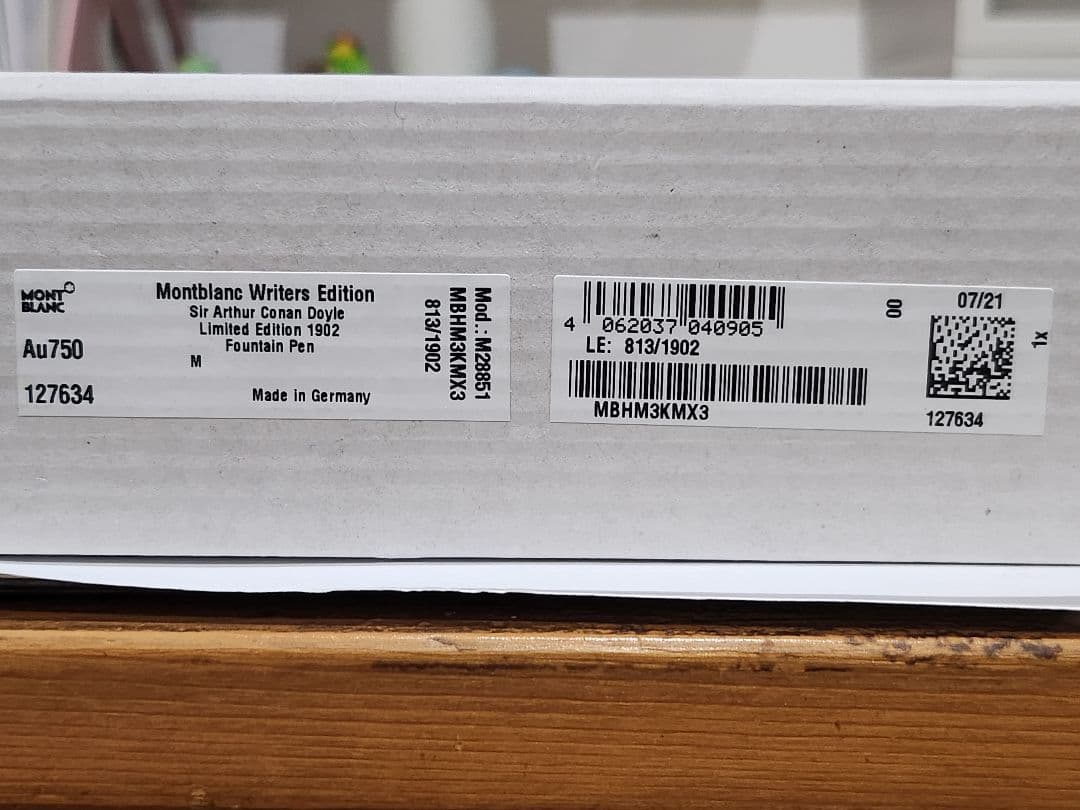 MONT
BLANC
Au750
127634
Montblanc Writers Edition
Sir Arthur Conan Doyle
Limited Edition 1902
Fountain Pen
M
Made in Germany
Mod.: M28851
MBHM3KMX3
813/1902
4 062037 040905
LE: 813/1902
MBHM3KMX3
00
07/21
1x
127634